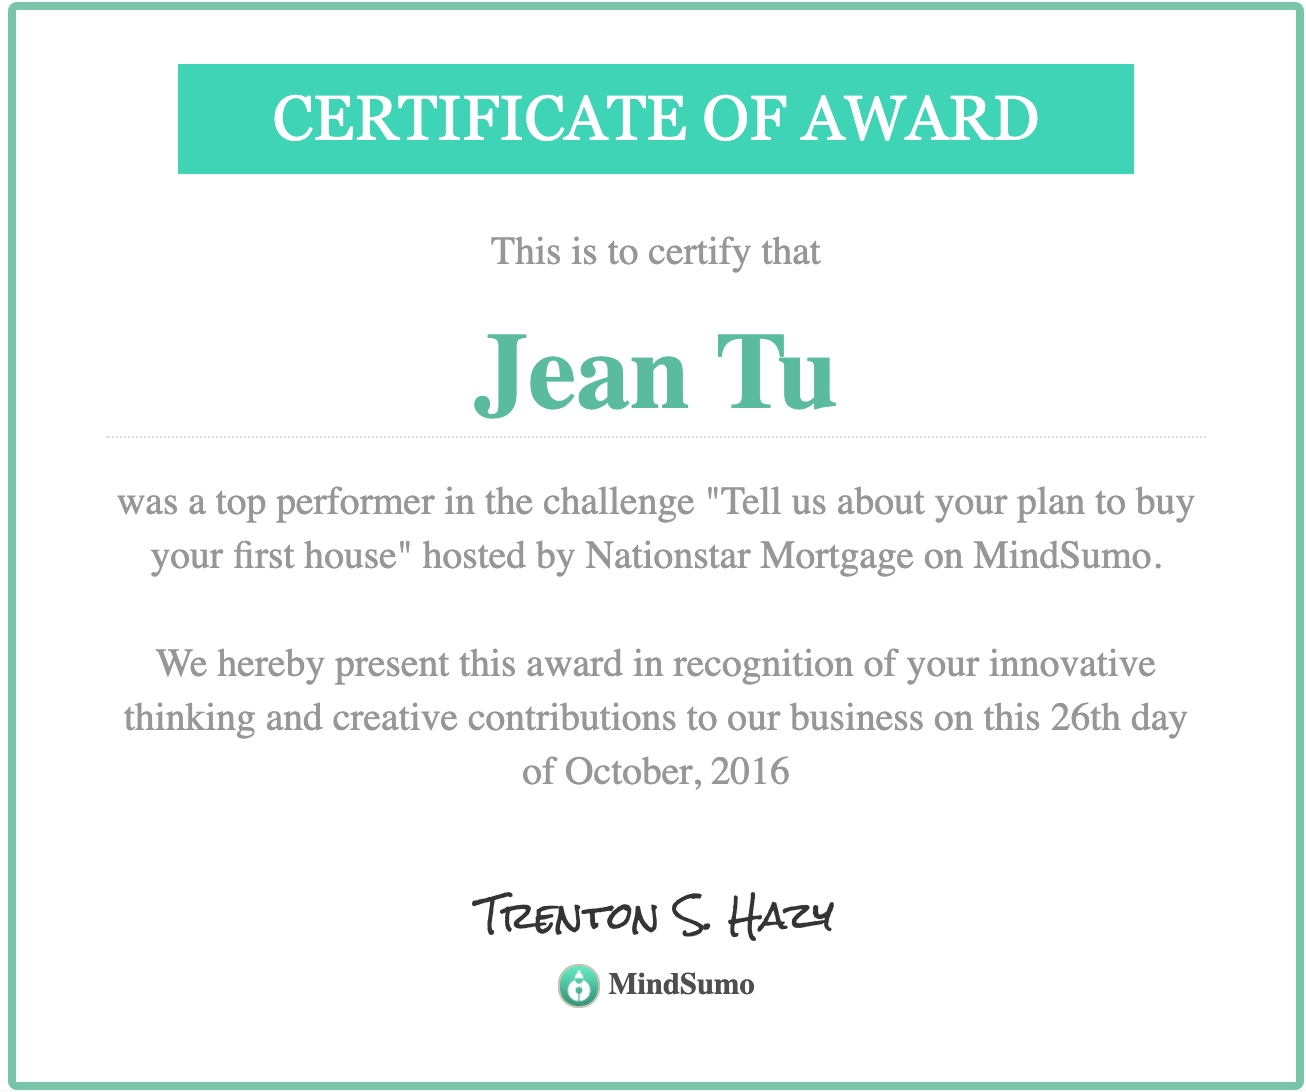 CERTIFICATE OF AWARD
This is to certify that
Jean Tu
was a top performer in the challenge "Tell us about your plan to buy
your first house" hosted by Nationstar Mortgage on MindSumo.
We hereby present this award in recognition of your innovative
thinking and creative contributions to our business on this 26th day
of October, 2016
TRENTON S. HAZY
MindSumo